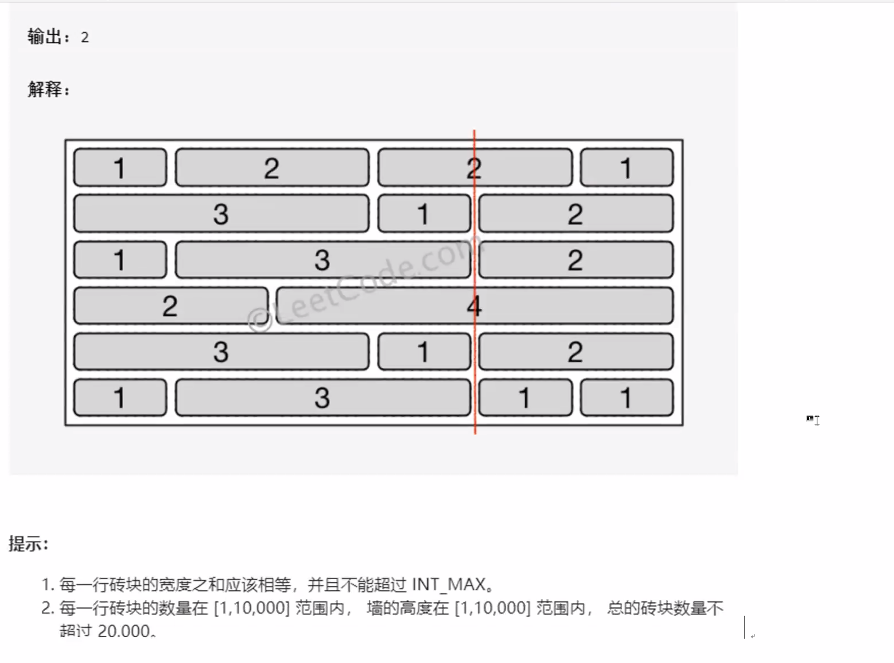 输出：2
解释：
1 2 2 1
3 1 2
1 3 2
2 4
3 1 2
1 3 1 1
©LeetCode.com
提示：
1. 每一行砖块的宽度之和应该相等，并且不能超过 INT_MAX。
2. 每一行砖块的数量在 [1,10,000] 范围内， 墙的高度在 [1,10,000] 范围内， 总的砖块数量不
超过 20,000。